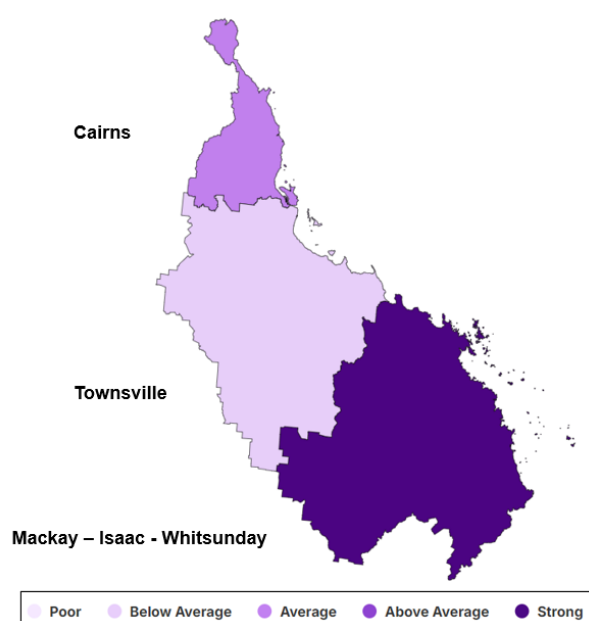 Cairns
Townsville
Mackay – Isaac - Whitsunday
Poor Below Average Average Above Average Strong